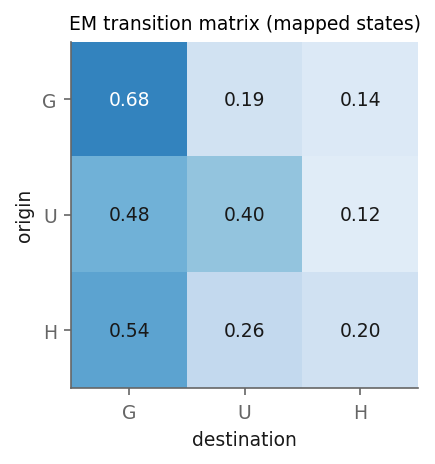 EM transition matrix (mapped states)
origin
G 0.68 0.19 0.14
U 0.48 0.40 0.12
H 0.54 0.26 0.20
G U H
destination